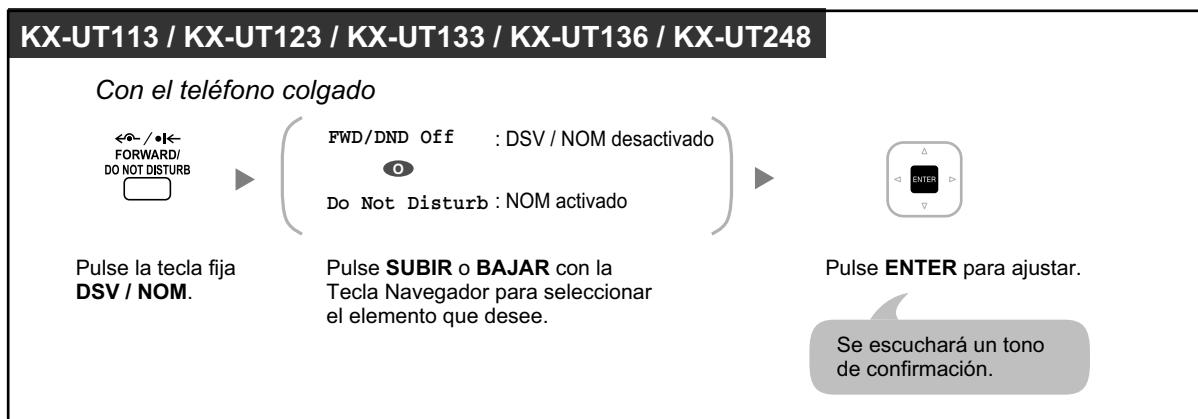 KX-UT113 / KX-UT123 / KX-UT133 / KX-UT136 / KX-UT248
Con el teléfono colgado
FORWARD/
DO NOT DISTURB
FWD/DND Off : DSV / NOM desactivado
O
Do Not Disturb : NOM activado
ENTER
Pulse la tecla fija
DSV / NOM.
Pulse SUBIR o BAJAR con la
Tecla Navegador para seleccionar
el elemento que desee.
Pulse ENTER para ajustar.
Se escuchará un tono
de confirmación.